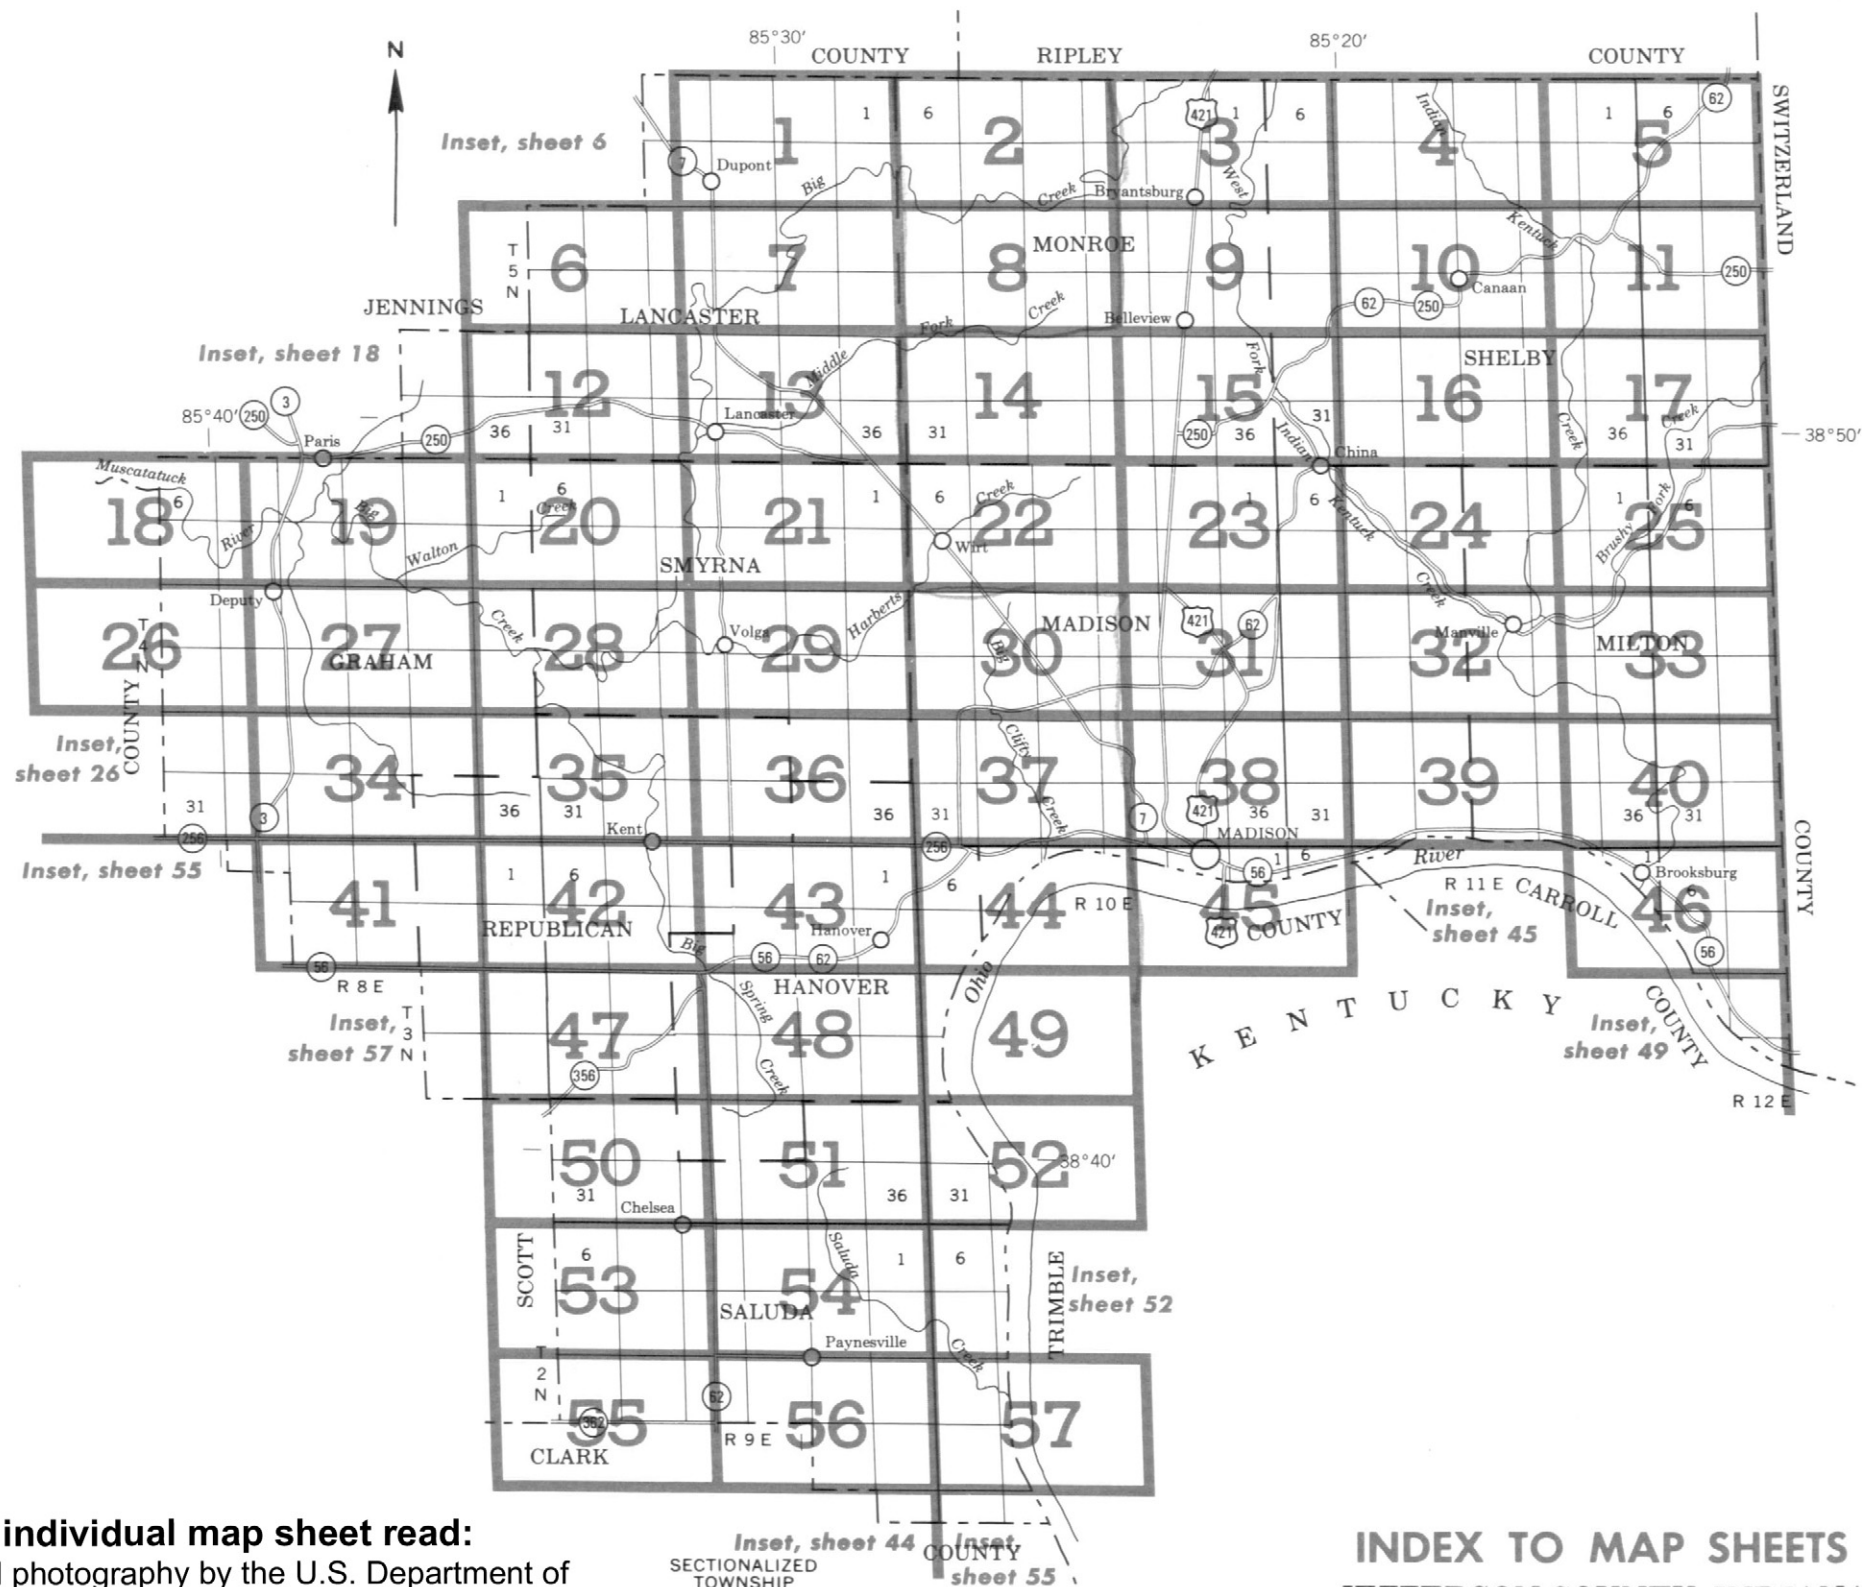 N
85°30'
COUNTY
RIPLEY
85°20'
COUNTY
SWITZERLAND
62
421
1
6
1
6
1
6
1
2
3
4
5
Indian
Inset, sheet 6
7
Dupont
Big
Creek
Bryantsburg
West
Kentuck
MONROE
T
5
N
6
7
8
9
10
11
250
Canaan
62
250
JENNINGS
LANCASTER
Fork
Creek
Belleview
Inset, sheet 18
Middle
Fork
SHELBY
12
13
14
15
16
17
3
250
85°40'
Paris
250
36
31
Lancaster
36
31
250
36
31
Indian
Creek
36
Creek
31
38°50'
China
Muscatatuck
6
18
River
19
Big
Walton
1
6
Creek
20
21
1
6
Creek
22
Wirt
23
1
6
Kentuck
24
1
6
Brushy Fork
25
SMYRNA
Deputy
T
4
N
26
27
GRAHAM
Creek
28
Volga
29
Harberts
MADISON
30
Big
421
62
31
Creek
Manville
32
MILTON
33
COUNTY
Inset,
sheet 26
34
35
36
37
Clifty
Creek
38
39
40
31
3
36
31
36
31
7
421
36
31
36
31
256
Kent
256
MADISON
Inset, sheet 55
56
1
6
River
1
Brooksburg
6
COUNTY
41
1
6
42
1
43
6
44
R 10 E
45
421
COUNTY
R 11 E
CARROLL
46
Inset,
sheet 45
56
REPUBLICAN
Hanover
Big
56
62
56
R 8 E
HANOVER
Ohio
KENTUCKY
COUNTY
Inset,
sheet 49
Inset,
sheet 57
T
3
N
47
Spring
Creek
48
49
356
R 12 E
50
51
52
38°40'
31
36
31
Chelsea
SCOTT
6
53
Saluda
54
1
6
SALUDA
TRIMBLE
Inset,
sheet 52
Paynesville
Creek
T
2
N
62
362
55
R 9 E
56
57
CLARK
individual map sheet read:
photography by the U.S. Department of
Inset, sheet 44
COUNTY
Inset,
sheet 55
SECTIONALIZED
TOWNSHIP
INDEX TO MAP SHEETS